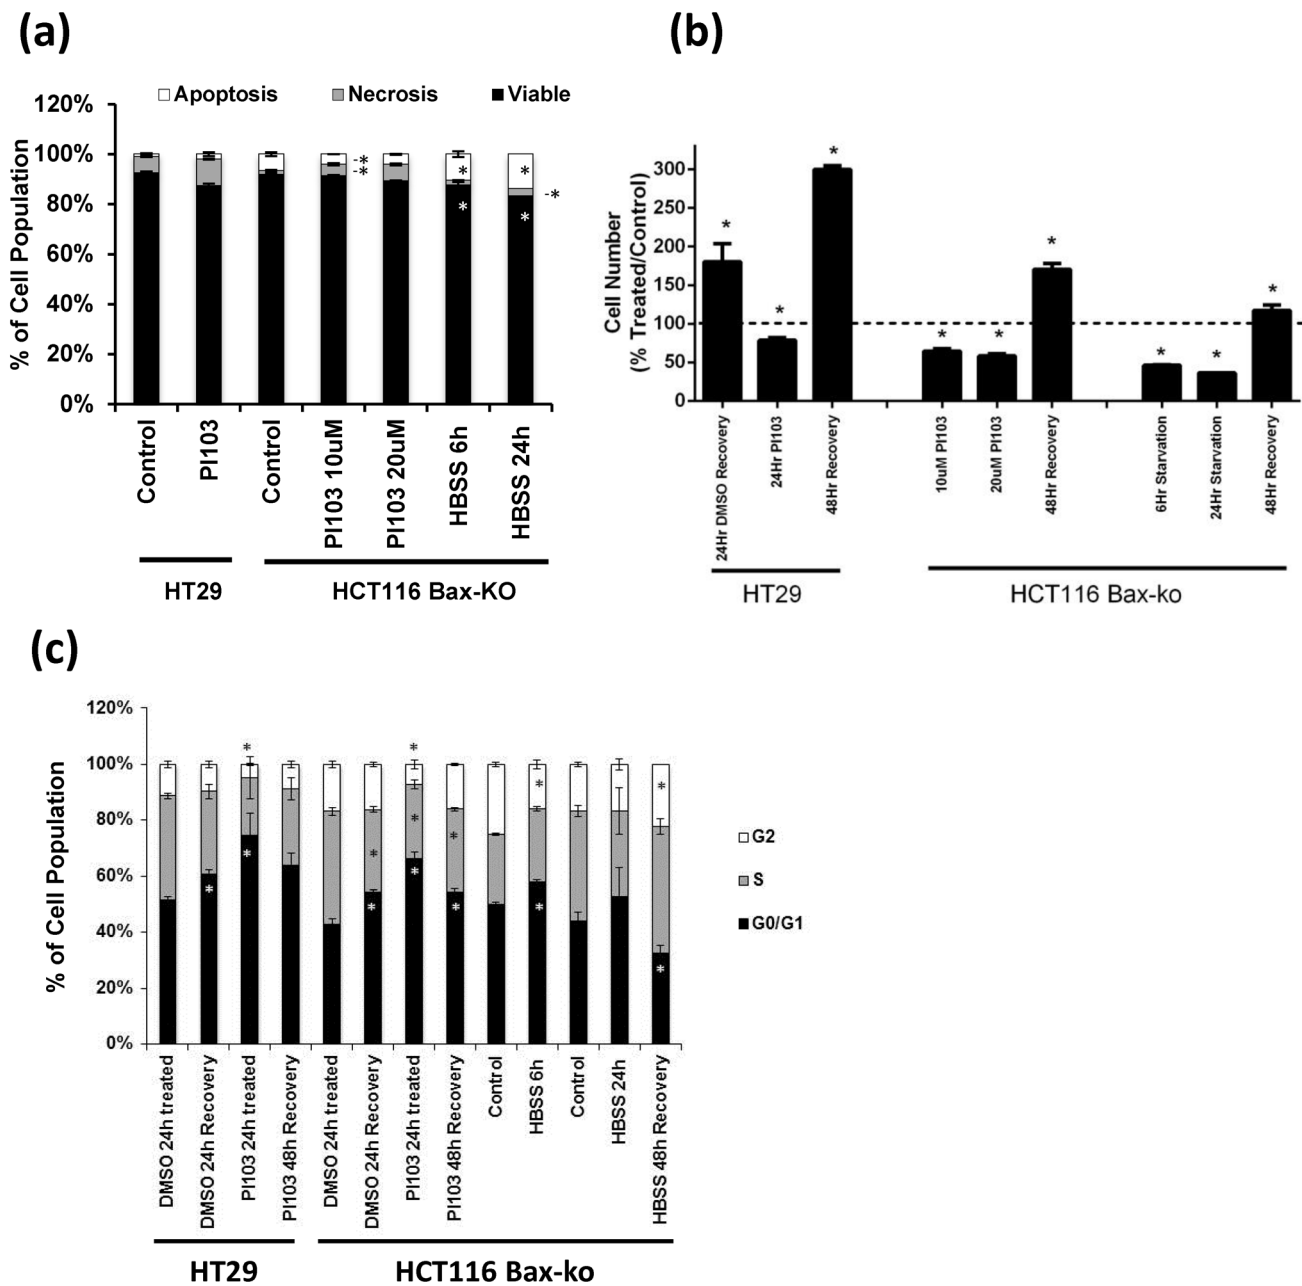 (a)
Apoptosis Necrosis Viable
% of Cell Population
120%
100%
80%
60%
40%
20%
0%
-*
-*
*
*
*
*
-*
Control
PI103
Control
PI103 10uM
PI103 20uM
HBSS 6h
HBSS 24h
HT29
HCT116 Bax-KO
(b)
Cell Number
(% Treated/Control)
300
250
200
150
100
50
0
*
*
*
*
*
*
*
*
*
24Hr DMSO Recovery
24Hr PI103
48Hr Recovery
10uM PI103
20uM PI103
48Hr Recovery
6Hr Starvation
24Hr Starvation
48Hr Recovery
HT29
HCT116 Bax-ko
(c)
% of Cell Population
120%
100%
80%
60%
40%
20%
0%
*
*
*
*
*
*
*
*
*
*
*
*
*
*
G2
S
G0/G1
DMSO 24h treated
DMSO 24h Recovery
PI103 24h treated
PI103 48h Recovery
DMSO 24h treated
DMSO 24h Recovery
PI103 24h treated
PI103 48h Recovery
Control
HBSS 6h
Control
HBSS 24h
HBSS 48h Recovery
HT29
HCT116 Bax-ko